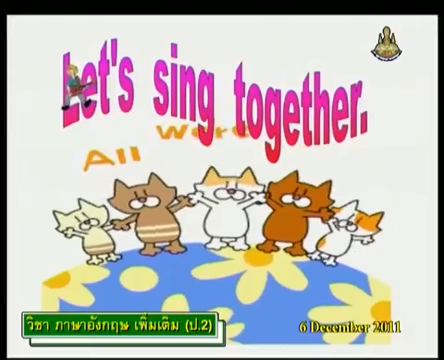 Let's sing together.
All Were
วิชา ภาษาอังกฤษ เพิ่มเติม (ป.2)
6 December 2011